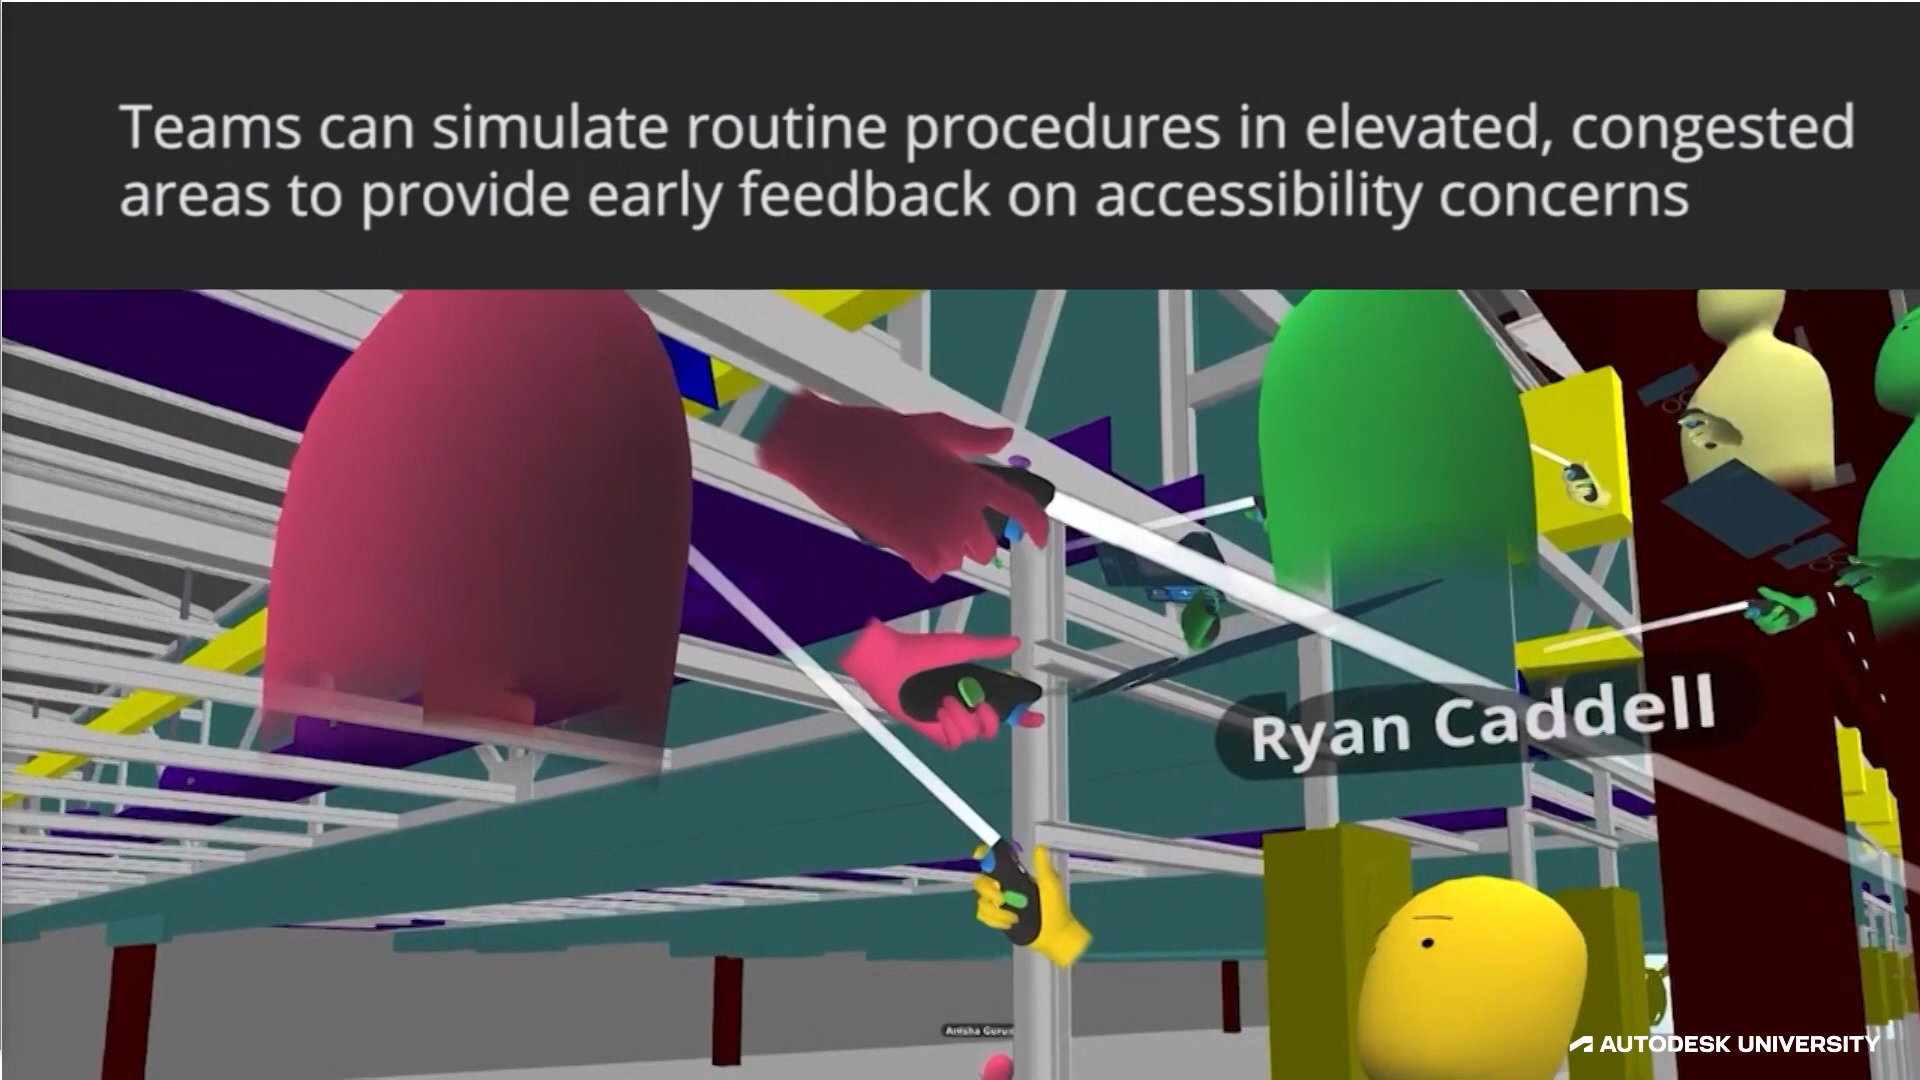 Teams can simulate routine procedures in elevated, congested
areas to provide early feedback on accessibility concerns
Ryan Caddell
Anisha
AUTODESK UNIVERSITY